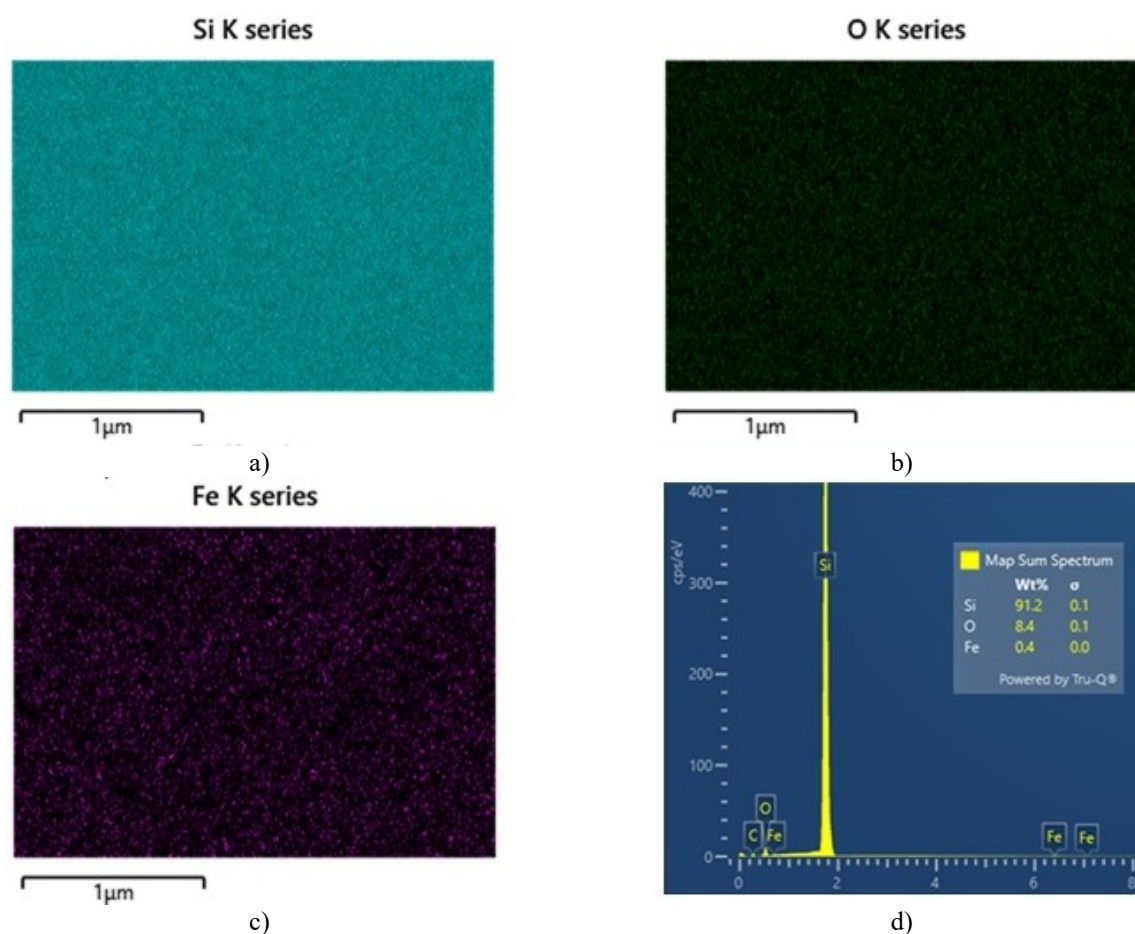 Si K series
O K series
1µm
1µm
a)
b)
Fe K series
1µm
c)
400
300
200
100
0
cps/eV
Si
O
C
Fe
Fe
Fe
0
2
4
6
8
Map Sum Spectrum
Wt% σ
Si 91.2 0.1
O 8.4 0.1
Fe 0.4 0.0
Powered by Tru-Q®
d)